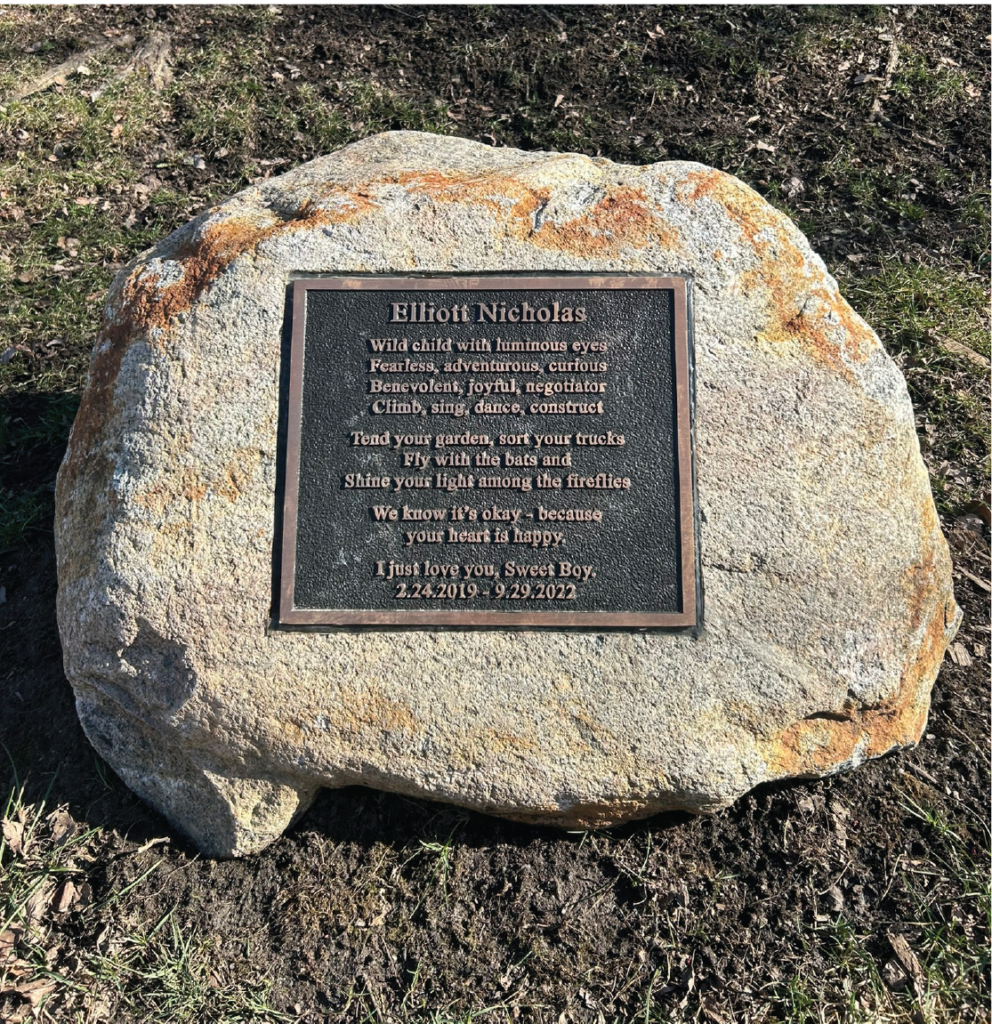 Elliott Nicholas
Wild child with luminous eyes
Fearless, adventurous, curious
Benevolent, joyful, negotiator
Climb, sing, dance, construct
Tend your garden, sort your trucks
Fly with the bats and
Shine your light among the fireflies
We know it's okay - because
your heart is happy.
I just love you, Sweet Boy.
2.24.2019 - 9.29.2022